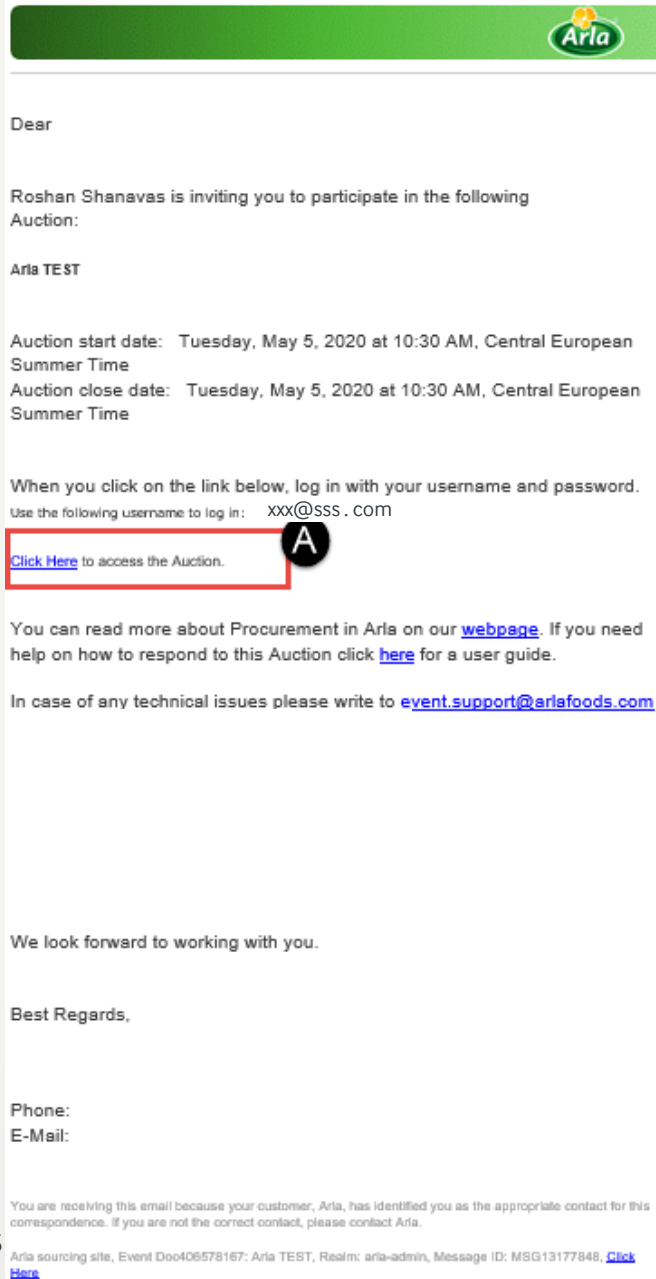 Arla
Dear
Roshan Shanavas is inviting you to participate in the following
Auction:
Arla TEST
Auction start date: Tuesday, May 5, 2020 at 10:30 AM, Central European
Summer Time
Auction close date: Tuesday, May 5, 2020 at 10:30 AM, Central European
Summer Time
When you click on the link below, log in with your username and password.
Use the following username to log in: xxx@sss.com
A
Click Here to access the Auction.
You can read more about Procurement in Arla on our webpage. If you need
help on how to respond to this Auction click here for a user guide.
In case of any technical issues please write to event.support@arlafoods.com
We look forward to working with you.
Best Regards,
Phone:
E-Mail:
You are receiving this email because your customer, Arla, has identified you as the appropriate contact for this
correspondence. If you are not the correct contact, please contact Arla.
Arla sourcing site, Event Doc406578167: Arla TEST, Realm: arla-admin, Message ID: MSG13177848, Click
Here